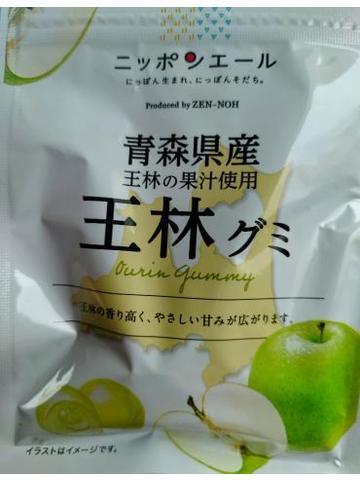 ニッポンエール
にっぽん生まれ、にっぽんそだち。
Produced by ZEN-NOH
青森県産
王林の果汁使用
王林グミ
Ourin gummy
王林の香り高く、やさしい甘みが広がります。
イラストはイメージです。